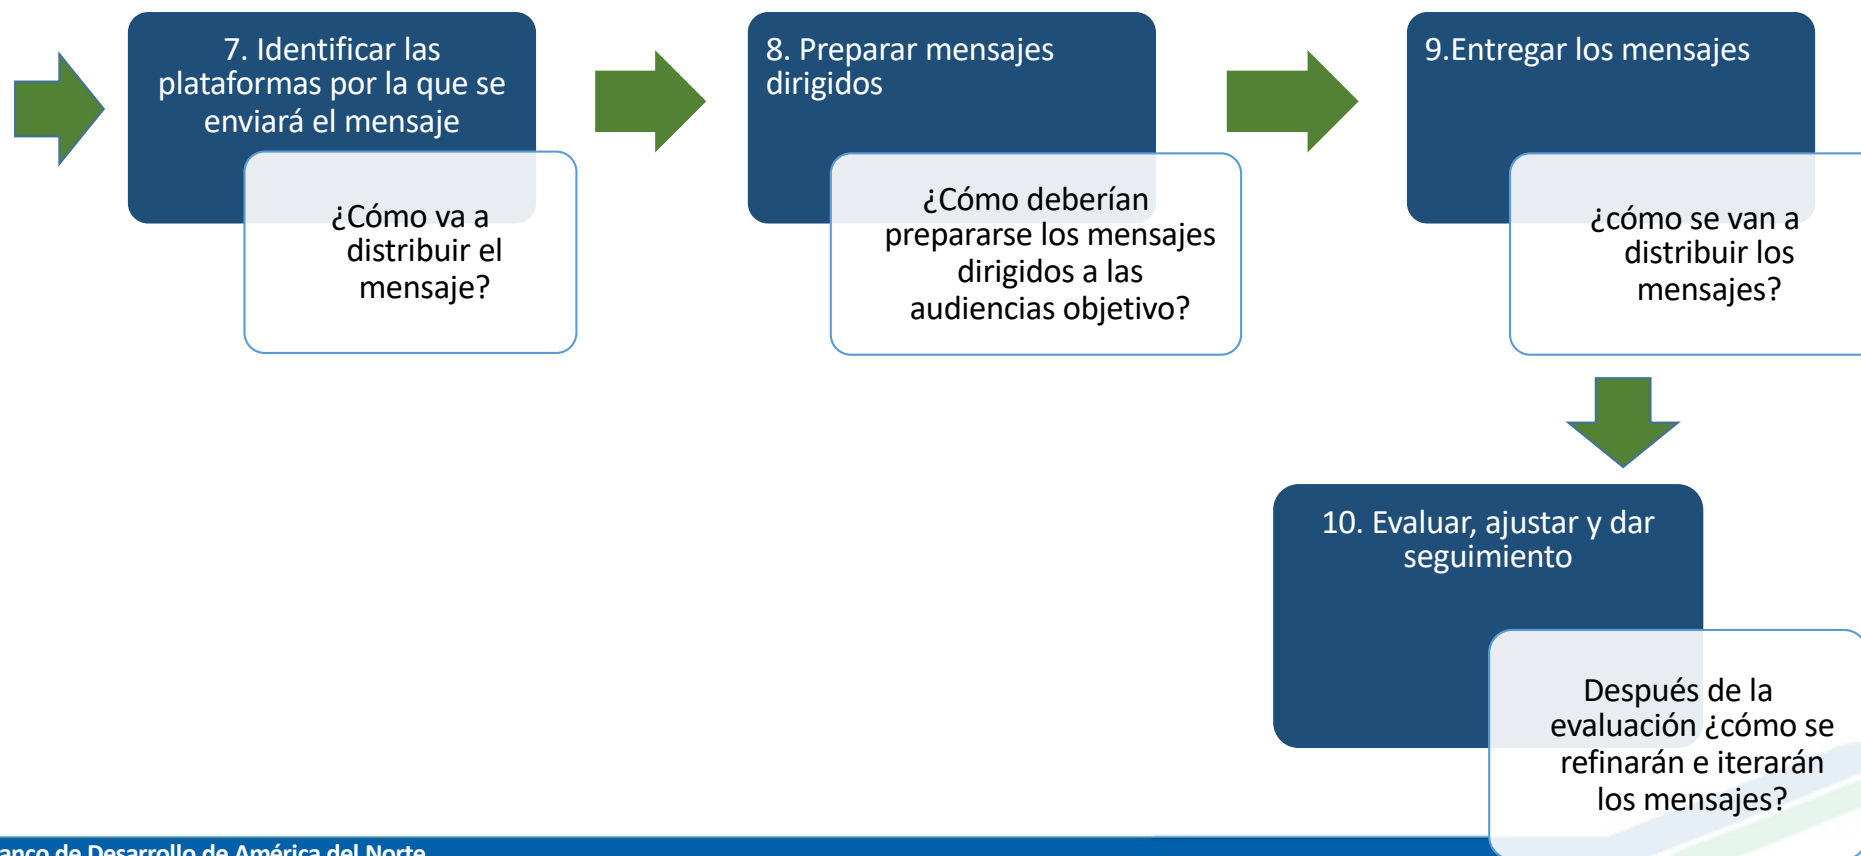 7. Identificar las
plataformas por la que se
enviará el mensaje
¿Cómo va a
distribuir el
mensaje?
8. Preparar mensajes
dirigidos
¿Cómo deberían
prepararse los mensajes
dirigidos a las
audiencias objetivo?
9.Entregar los mensajes
¿cómo se van a
distribuir los
mensajes?
10. Evaluar, ajustar y dar
seguimiento
Después de la
evaluación ¿cómo se
refinarán e iterarán
los mensajes?
anco de Desarrollo de América del Norte